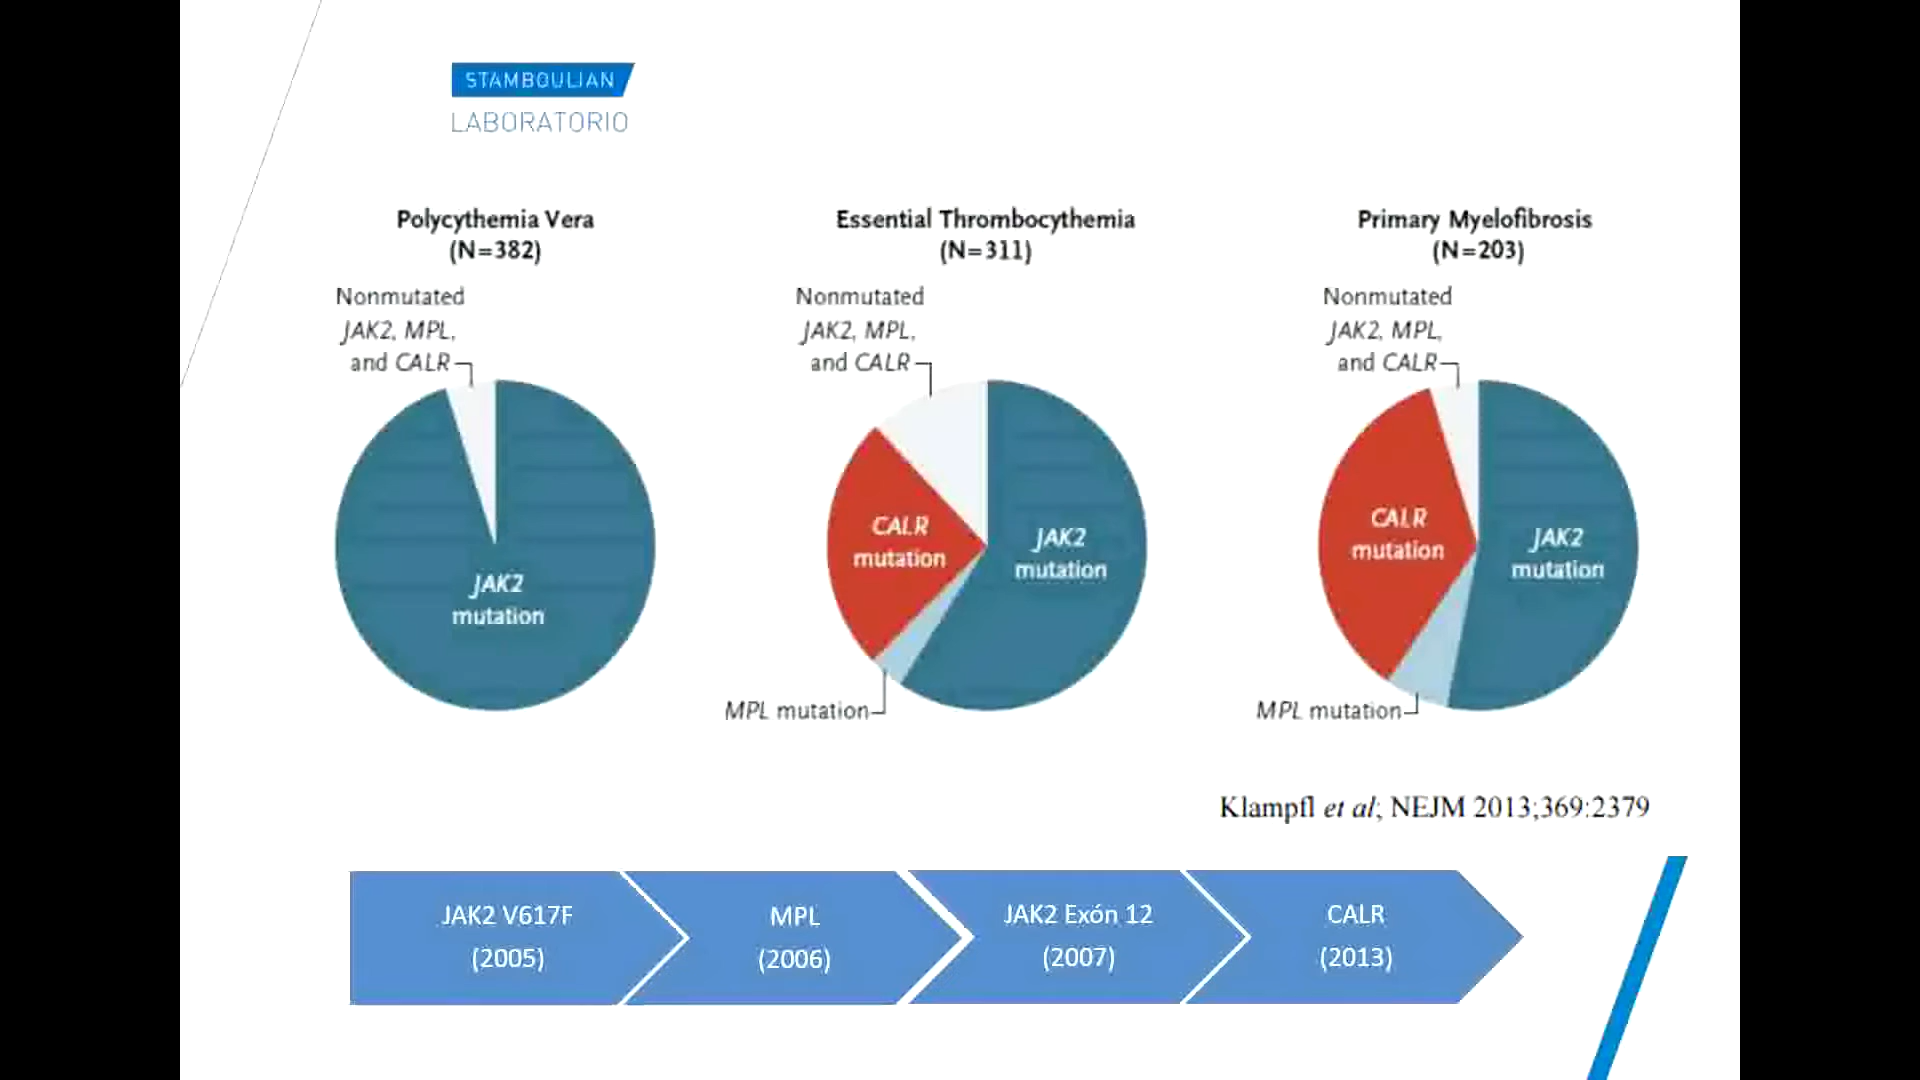 STAMBOULIAN
LABORATORIO
Polycythemia Vera
(N=382)
Nonmutated
JAK2, MPL,
and CALR
JAK2
mutation
Essential Thrombocythemia
(N=311)
Nonmutated
JAK2, MPL,
and CALR
CALR
mutation
JAK2
mutation
MPL mutation
Primary Myelofibrosis
(N=203)
Nonmutated
JAK2, MPL,
and CALR
CALR
mutation
JAK2
mutation
MPL mutation
Klampfl et al; NEJM 2013;369:2379
JAK2 V617F
(2005)
MPL
(2006)
JAK2 Exón 12
(2007)
CALR
(2013)